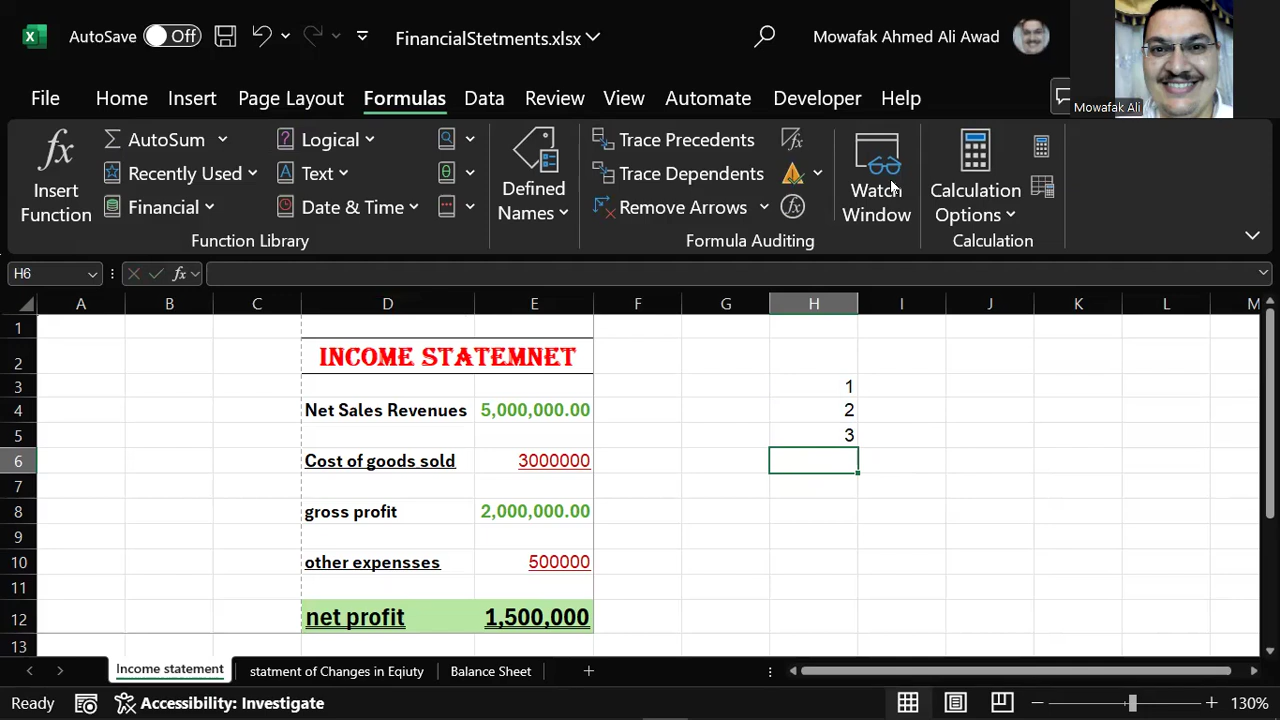 AutoSave Off FinancialStetments.xlsx Mowafak Ahmed Ali Awad
Mowafak Ali
File Home Insert Page Layout Formulas Data Review View Automate Developer Help
fx Insert Function
AutoSum
Recently Used
Financial
Logical
Text
Date & Time
Function Library
Defined Names
Trace Precedents
Trace Dependents
Remove Arrows
Formula Auditing
Watch Window
Calculation Options
Calculation
H6 fx
A B C D E F G H I J K L M
1
2 INCOME STATEMNET
3 1
4 Net Sales Revenues 5,000,000.00 2
5 3
6 Cost of goods sold 3000000
7
8 gross profit 2,000,000.00
9
10 other expensses 500000
11
12 net profit 1,500,000
13
Income statement statment of Changes in Eqiuty Balance Sheet
Ready Accessibility: Investigate 130%